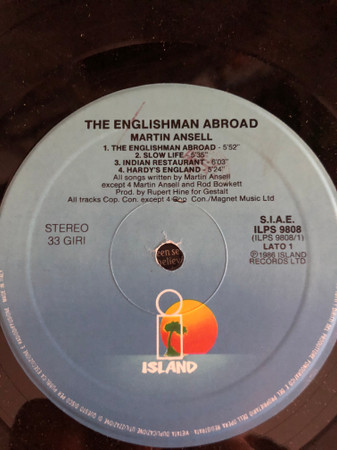 THE ENGLISHMAN ABROAD
MARTIN ANSELL
1. THE ENGLISHMAN ABROAD - 5'52"
2. SLOW LIFE - 5'35"
3. INDIAN RESTAURANT - 6'03"
4. HARDY'S ENGLAND - 5'24"
All songs written by Martin Ansell
except 4 Martin Ansell and Rod Bowkett
Prod. by Rupert Hine for Gestalt
All tracks Cop. Con. except 4 Cop. Con./Magnet Music Ltd
STEREO
33 GIRI
S.I.A.E.
ILPS 9808
(ILPS 9808/1)
LATO 1
℗1986 ISLAND
RECORDS LTD
i
ISLAND